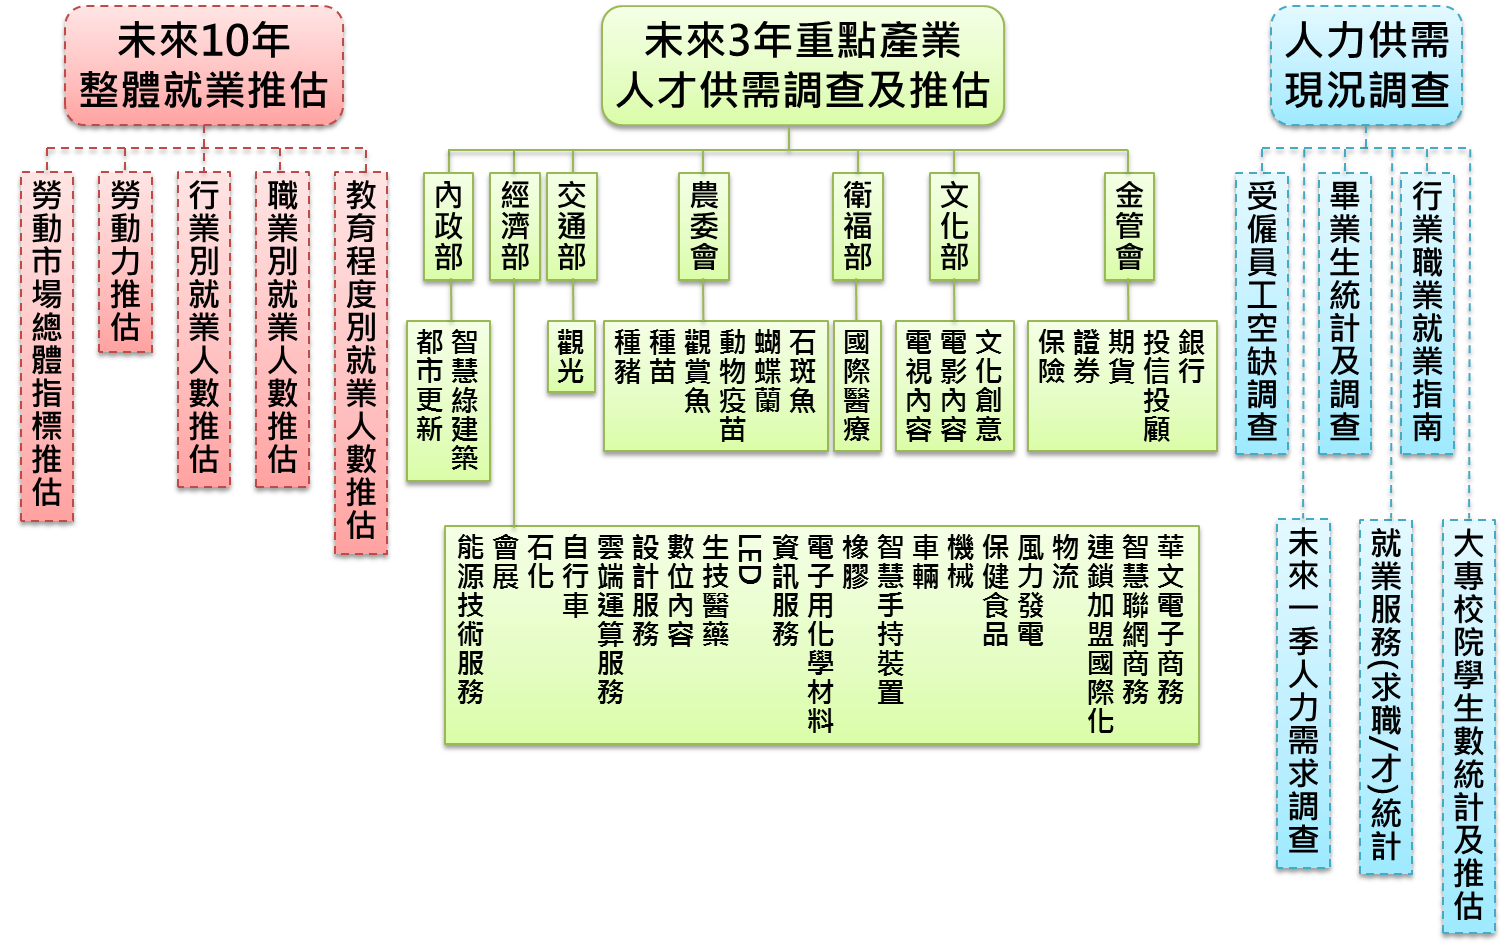 未來10年
整體就業推估
勞動市場總體指標推估
勞動力推估
行業別就業人數推估
職業別就業人數推估
教育程度別就業人數推估
未來3年重點產業
人才供需調查及推估
內政部
智慧綠建築
都市更新
經濟部
華文電子商務
智慧聯網商務
連鎖加盟國際化
物流
風力發電
保健食品
機械
車輛
智慧手持裝置
橡膠
電子用化學材料
資訊服務
LED
生技醫藥
數位內容
設計服務
雲端運算服務
自行車
石化
會展
能源技術服務
交通部
觀光
農委會
石斑魚
蝴蝶蘭
動物疫苗
觀賞魚
種苗
種豬
衛福部
國際醫療
文化部
文化創意
電影內容
電視內容
金管會
銀行
投信投顧
期貨
證券
保險
人力供需
現況調查
受僱員工空缺調查
畢業生統計及調查
行業職業就業指南
未來一季人力需求調查
就業服務(求職/才)統計
大專校院學生數統計及推估